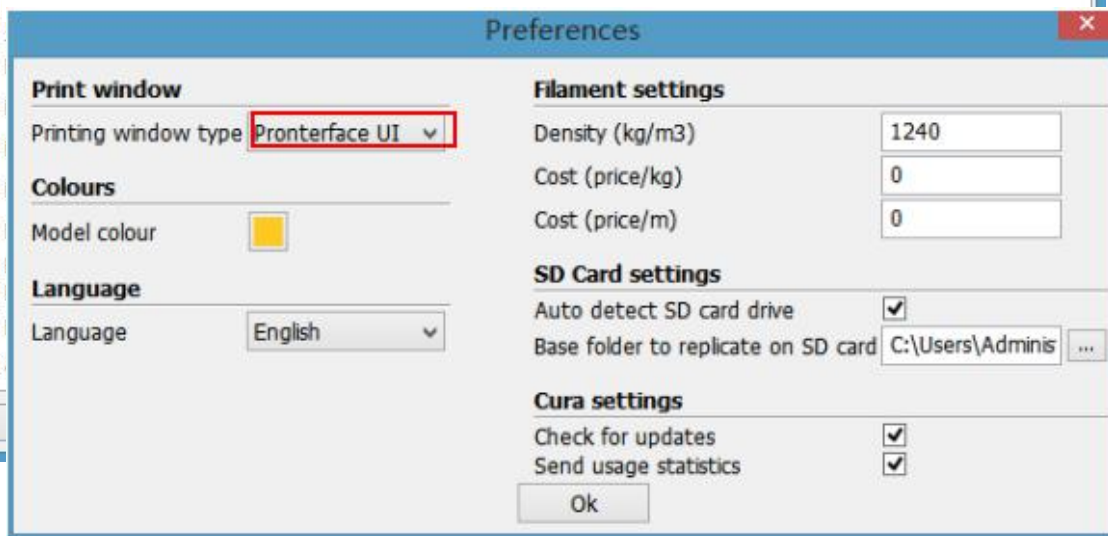 Preferences
Print window
Printing window type Pronterface UI
Colours
Model colour
Language
Language English
Filament settings
Density (kg/m3) 1240
Cost (price/kg) 0
Cost (price/m) 0
SD Card settings
Auto detect SD card drive
Base folder to replicate on SD card C:\Users\Adminis ...
Cura settings
Check for updates
Send usage statistics
Ok